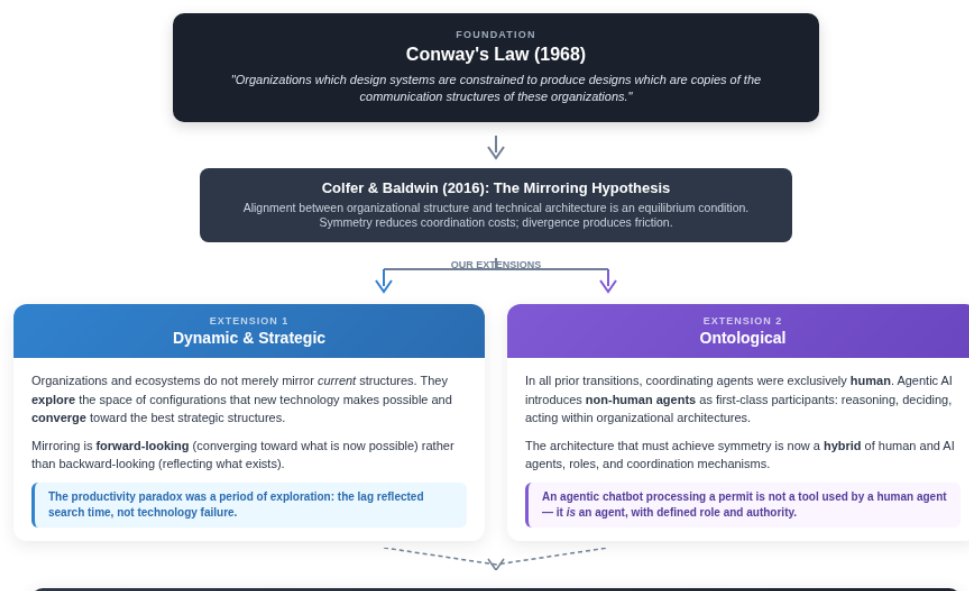 FOUNDATION
Conway's Law (1968)
"Organizations which design systems are constrained to produce designs which are copies of the
communication structures of these organizations."
Colfer & Baldwin (2016): The Mirroring Hypothesis
Alignment between organizational structure and technical architecture is an equilibrium condition.
Symmetry reduces coordination costs; divergence produces friction.
OUR EXTENSIONS
EXTENSION 1
Dynamic & Strategic
Organizations and ecosystems do not merely mirror current structures. They
explore the space of configurations that new technology makes possible and
converge toward the best strategic structures.
Mirroring is forward-looking (converging toward what is now possible) rather
than backward-looking (reflecting what exists).
The productivity paradox was a period of exploration: the lag reflected
search time, not technology failure.
EXTENSION 2
Ontological
In all prior transitions, coordinating agents were exclusively human. Agentic AI
introduces non-human agents as first-class participants: reasoning, deciding,
acting within organizational architectures.
The architecture that must achieve symmetry is now a hybrid of human and AI
agents, roles, and coordination mechanisms.
An agentic chatbot processing a permit is not a tool used by a human agent
— it is an agent, with defined role and authority.